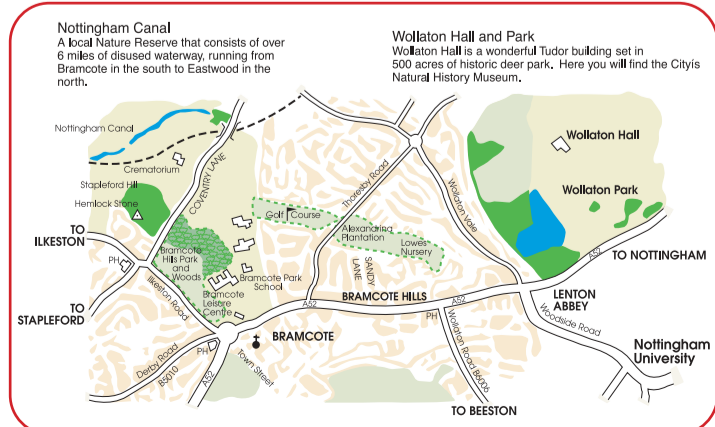 Nottingham Canal
A local Nature Reserve that consists of over
6 miles of disused waterway, running from
Bramcote in the south to Eastwood in the
north.
Wollaton Hall and Park
Wollaton Hall is a wonderful Tudor building set in
500 acres of historic deer park. Here you will find the Cityís
Natural History Museum.
Nottingham Canal
Crematorium
Stapleford Hill
Hemlock Stone
COVENTRY LANE
TO
ILKESTON
PH
TO
STAPLEFORD
Ilkeston Road
Bramcote
Hills Park
and
Woods
Bramcote Park
School
Bramcote
Leisure
Centre
Golf Course
Alexandrina
Plantation
Lowes
Nursery
Thoresby Road
SANDY
LANE
Wollaton Vale
Wollaton Hall
Wollaton Park
A52
TO NOTTINGHAM
LENTON
ABBEY
Woodside Road
Nottingham
University
A52
BRAMCOTE HILLS
A52
PH
Wollaton Road B6006
TO BEESTON
BRAMCOTE
Town Street
PH
Derby Road
B5010
A52